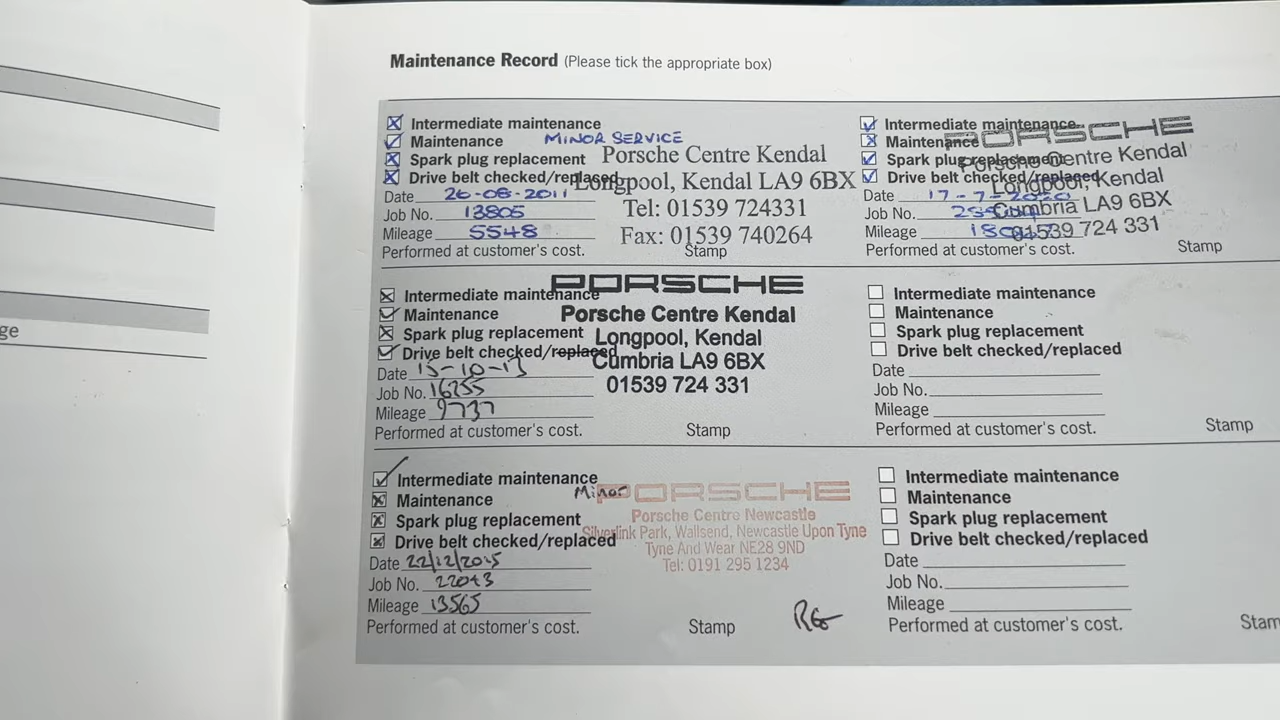 Maintenance Record (Please tick the appropriate box)
Intermediate maintenance
Maintenance MINOR SERVICE
Spark plug replacement
Drive belt checked/replaced
Date 26-08-2011
Job No. 13805
Mileage 5548
Performed at customer's cost.
Porsche Centre Kendal
Longpool, Kendal LA9 6BX
Tel: 01539 724331
Fax: 01539 740264
Stamp
Intermediate maintenance
Maintenance
Spark plug replacement
Drive belt checked/replaced
Date 17-7-2020
Job No.
Mileage
Performed at customer's cost.
PORSCHE
Porsche Centre Kendal
Longpool, Kendal
Cumbria LA9 6BX
01539 724 331
Stamp
Intermediate maintenance
Maintenance
Spark plug replacement
Drive belt checked/replaced
Date 15-10-13
Job No. 16255
Mileage 9737
Performed at customer's cost.
PORSCHE
Porsche Centre Kendal
Longpool, Kendal
Cumbria LA9 6BX
01539 724 331
Stamp
Intermediate maintenance
Maintenance
Spark plug replacement
Drive belt checked/replaced
Date
Job No.
Mileage
Performed at customer's cost.
Stamp
Intermediate maintenance
Minor
Maintenance
Spark plug replacement
Drive belt checked/replaced
Date 22/12/2015
Job No. 22043
Mileage 13565
Performed at customer's cost.
PORSCHE
Porsche Centre Newcastle
Silverlink Park, Wallsend, Newcastle Upon Tyne
Tyne And Wear NE28 9ND
Tel: 0191 295 1234
Stamp
Intermediate maintenance
Maintenance
Spark plug replacement
Drive belt checked/replaced
Date
Job No.
Mileage
Performed at customer's cost.
Stam
ge